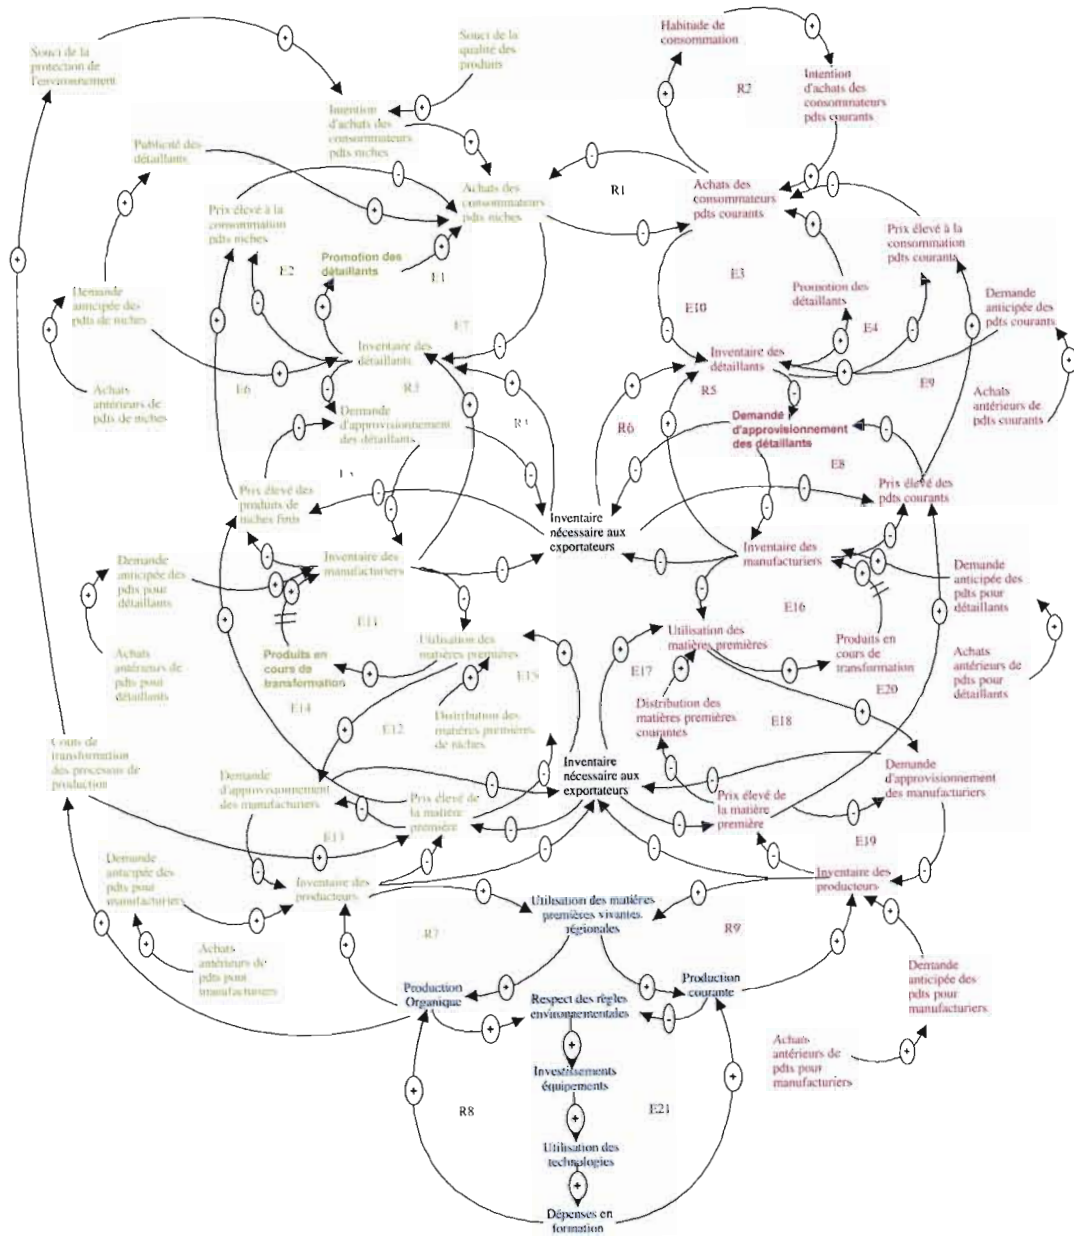 Habitude de
consommation
Souci de la
qualité des
produits
Souci de la
protection de
l'environnement
R2
Intention
d'achats des
consommateurs
pdts courants
Intention
d'achats des
consommateurs
pdts niches
Publicité des
détaillants
R1
Achats des
consommateurs
pdts niches
Achats des
consommateurs
pdts courants
Prix élevé à la
consommation
pdts niches
Prix élevé à la
consommation
pdts courants
Promotion des
détaillants
E2
E1
E3
Promotion des
détaillants
Demande
anticipée des
pdts de niches
Demande
anticipée des
pdts courants
E10
E4
E7
Inventaire des
détaillants
Inventaire des
détaillants
E6
R3
R5
E9
Achats
antérieurs de
pdts de niches
Achats
antérieurs de
pdts courants
Demande
d'approvisionnement
des détaillants
R4
R6
Demande
d'approvisionnement
des détaillants
E8
Prix élevé des
produits de
niches finis
Prix élevé des
pdts courants
Inventaire
nécessaire aux
exportateurs
Inventaire des
manufacturiers
Inventaire des
manufacturiers
Demande
anticipée des
pdts pour
détaillants
Demande
anticipée des
pdts pour
détaillants
E11
E16
Utilisation des
matières premières
Utilisation des
matières premières
Achats
antérieurs de
pdts pour
détaillants
Produits en
cours de
transformation
Produits en
cours de
transformation
Achats
antérieurs de
pdts pour
détaillants
E15
E17
E20
E14
E12
Distribution des
matières premières
de niches
Distribution des
matières premières
courantes
E18
Cours de
transformation
des processus de
production
Inventaire
nécessaire aux
exportateurs
Demande
d'approvisionnement
des manufacturiers
Demande
d'approvisionnement
des manufacturiers
Prix élevé de
la matière
première
Prix élevé de
la matière
première
E13
E19
Demande
anticipée des
pdts pour
manufacturiers
Inventaire des
producteurs
Inventaire des
producteurs
Utilisation des matières
premières vivantes
régionales
R7
R9
Achats
antérieurs de
pdts pour
manufacturiers
Production
Organique
Respect des règles
environnementales
Production
courante
Demande
anticipée des
pdts pour
manufacturiers
Achats
antérieurs de
pdts pour
manufacturiers
Investissements
équipements
R8
E21
Utilisation des
technologies
Dépenses en
formation